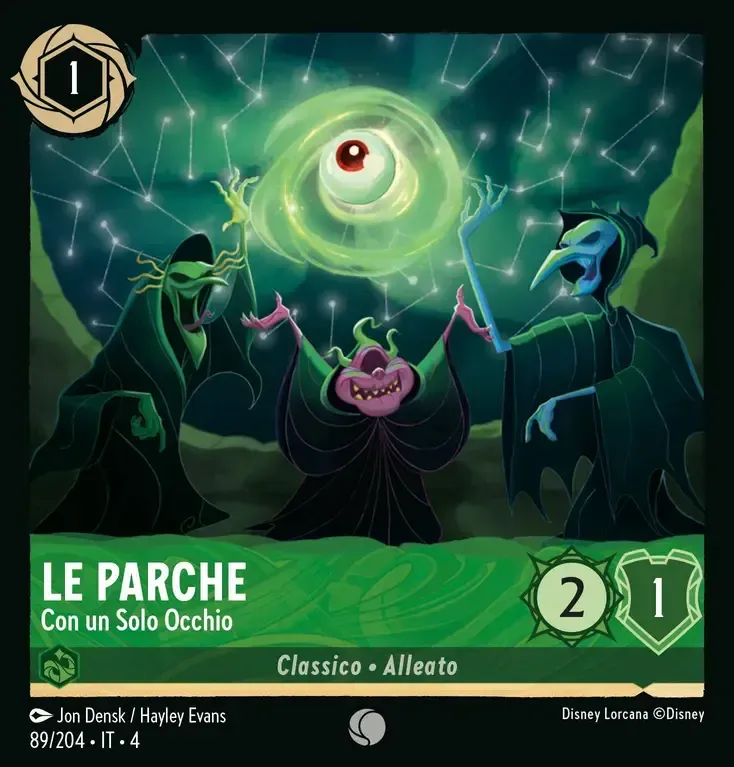 1
LE PARCHE
Con un Solo Occhio
2
1
Classico • Alleato
Jon Densk / Hayley Evans
Disney Lorcana ©Disney
89/204 • IT • 4